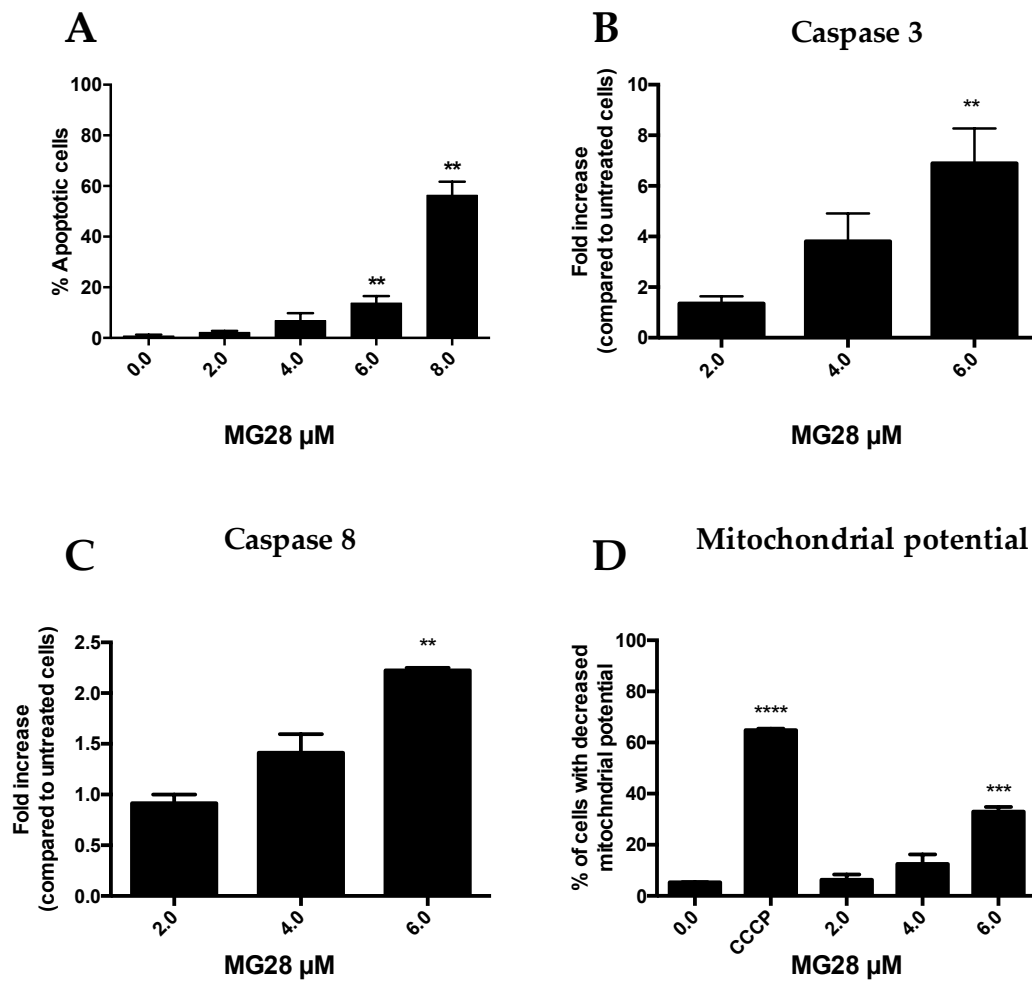 A
% Apoptotic cells
100
80
60
40
20
0
**
**
0.0
2.0
4.0
6.0
8.0
MG28 µM
B
Caspase 3
Fold increase
(compared to untreated cells)
10
8
6
4
2
0
**
2.0
4.0
6.0
MG28 µM
C
Caspase 8
Fold increase
(compared to untreated cells)
2.5
2.0
1.5
1.0
0.5
0.0
**
2.0
4.0
6.0
MG28 µM
D
Mitochondrial potential
% of cells with decreased
mitochndrial potential
100
80
60
40
20
0
****
***
0.0
CCCP
2.0
4.0
6.0
MG28 µM